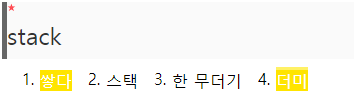 stack
1. 쌓다 2. 스택 3. 한 무더기 4. 더미